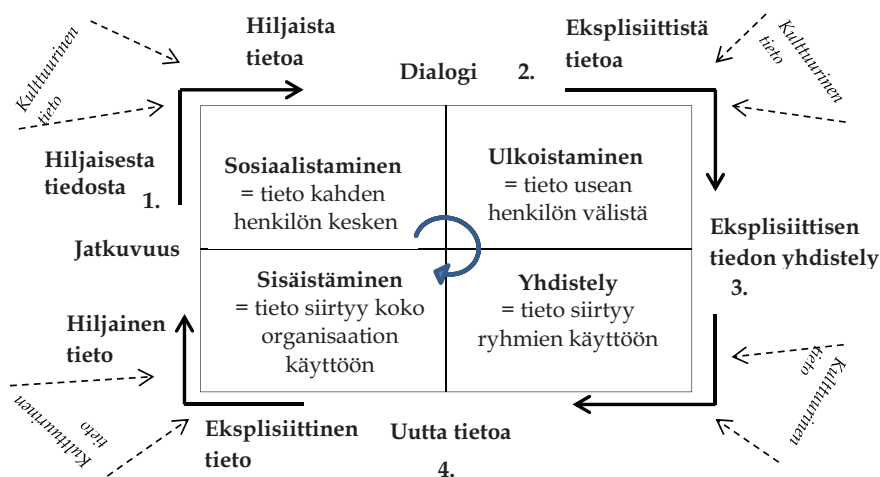 Hiljaista
tietoa
Dialogi 2.
Eksplisiittistä
tietoa
Kulttuurinen
tieto
Kulttuurinen
tieto
Hiljaisesta
tiedosta 1.
Sosiaalistaminen
= tieto kahden
henkilön kesken
Ulkoistaminen
= tieto usean
henkilön välistä
Jatkuvuus
Eksplisiittisen
tiedon yhdistely
3.
Sisäistäminen
= tieto siirtyy koko
organisaation
käyttöön
Yhdistely
= tieto siirtyy
ryhmien käyttöön
Hiljainen
tieto
Kulttuurinen
tieto
Kulttuurinen
tieto
Eksplisiittinen
tieto
Uutta tietoa
4.